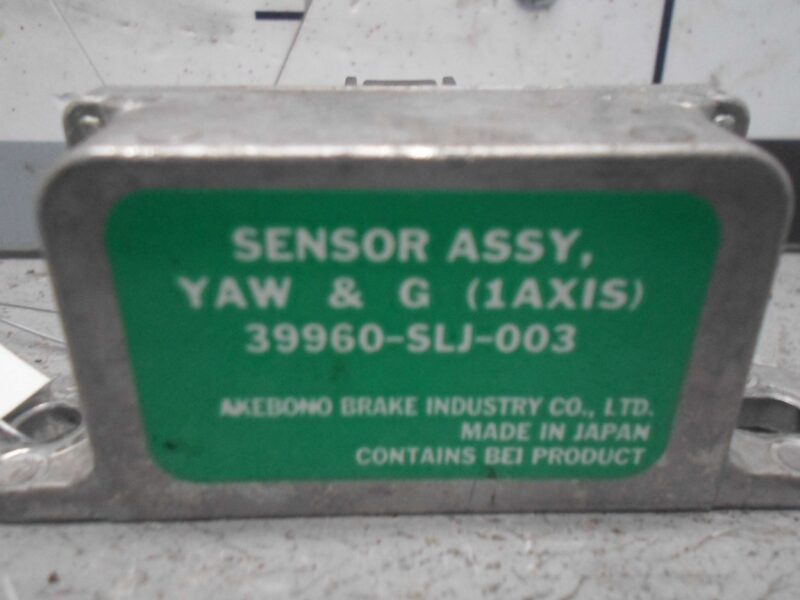 SENSOR ASSY,
YAW & G (1AXIS)
39960-SLJ-003
AKEBONO BRAKE INDUSTRY CO., LTD.
MADE IN JAPAN
CONTAINS BEI PRODUCT